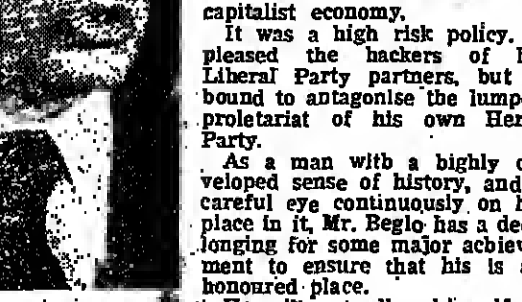 capitalist economy.
It was a high risk policy.
pleased the hackers of
Liberal Party partners, but
bound to antagonise the lump-
proletariat of his own Her
Party.
As a man with a highly d
veloped sense of history, and
careful eye continuously on h
place in it, Mr. Beglo has a dee
longing for some major achiev
ment to ensure that his is a
honoured place.